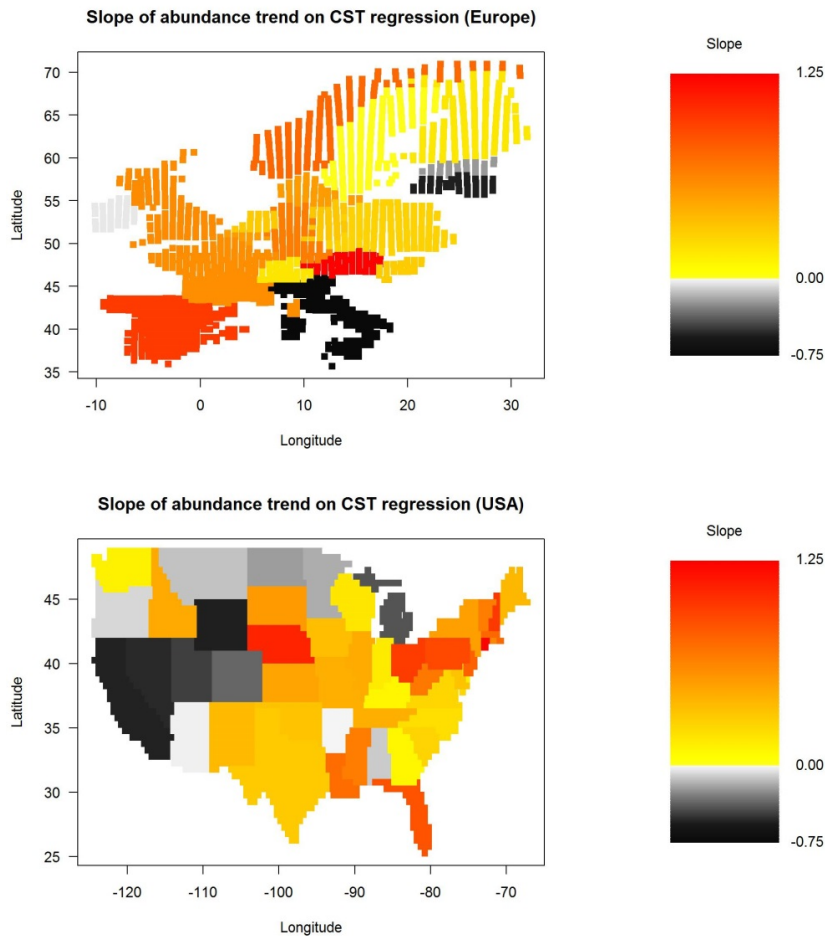 Slope of abundance trend on CST regression (Europe)
Slope
70
65
60
55
50
45
40
35
Latitude
-10 0 10 20 30
Longitude
1.25
0.00
-0.75
Slope of abundance trend on CST regression (USA)
Slope
45
40
35
30
25
Latitude
-120 -110 -100 -90 -80 -70
Longitude
1.25
0.00
-0.75